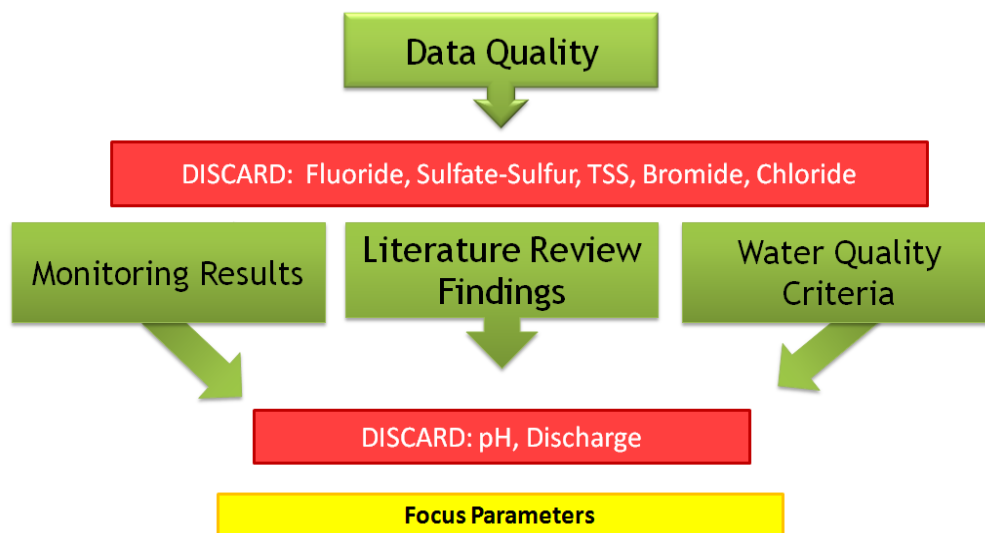 Data Quality
DISCARD:  Fluoride, Sulfate-Sulfur, TSS, Bromide, Chloride
Monitoring Results
Literature Review
Findings
Water Quality
Criteria
DISCARD: pH, Discharge
Focus Parameters